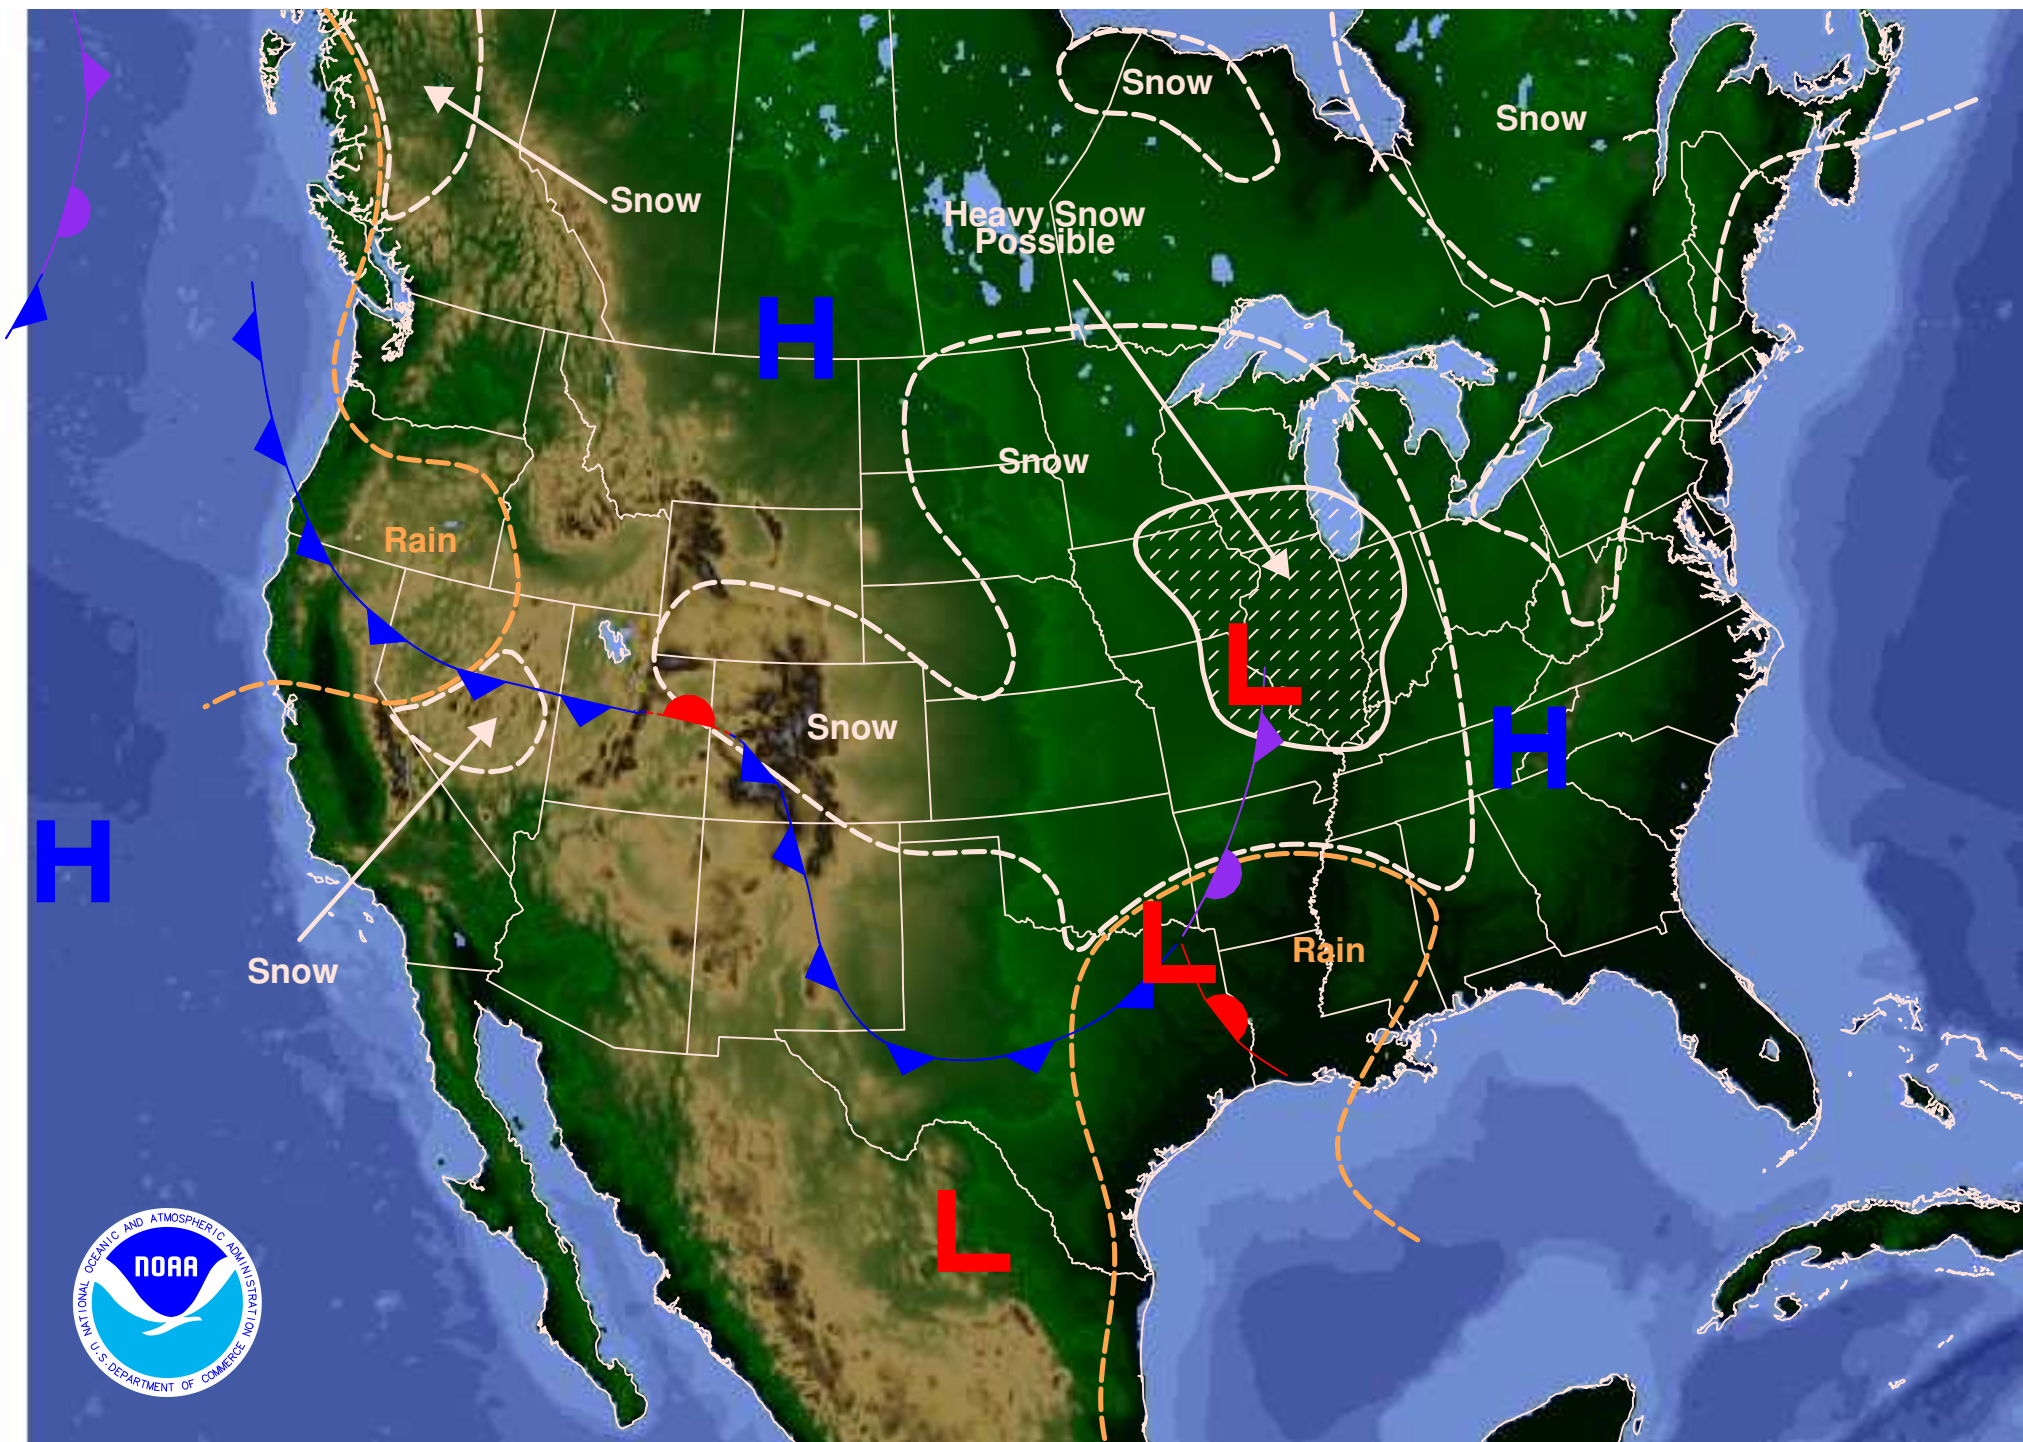 Snow
Snow
Snow
Heavy Snow
Possible
Snow
Rain
Snow
Snow
Rain
H
H
H
L
L
L
NATIONAL OCEANIC AND ATMOSPHERIC ADMINISTRATION
NOAA
U.S. DEPARTMENT OF COMMERCE